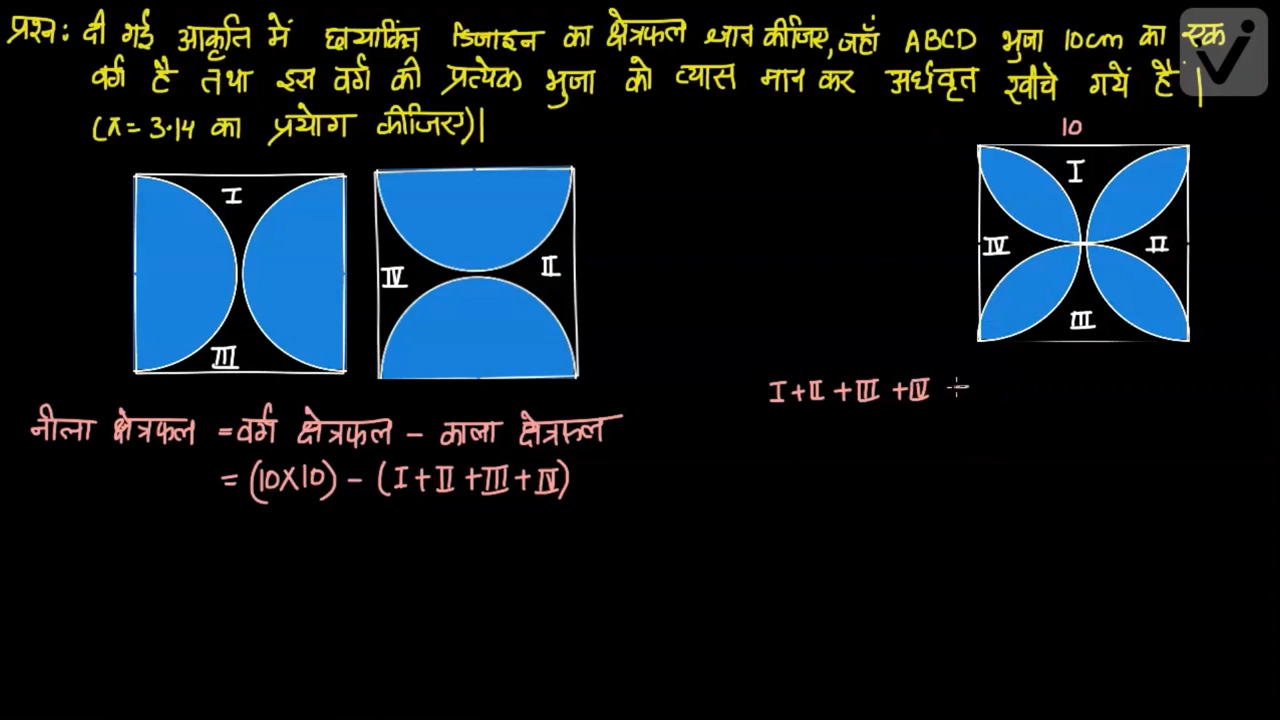 प्रश्न: दी गई आकृति में छायांकित डिजाइन का क्षेत्रफल ज्ञात कीजिए, जहाँ ABCD भुजा 10cm का एक
वर्ग है तथा इस वर्ग की प्रत्येक भुजा को व्यास मान कर अर्धवृत खीचे गयें हैं |
(π = 3.14 का प्रयोग कीजिए)|
10
I
III
IV
II
I
IV
II
III
I + II + III + IV ÷
नीला क्षेत्रफल = वर्ग क्षेत्रफल - काला क्षेत्रफल
= (10X10) - (I + II + III + IV)